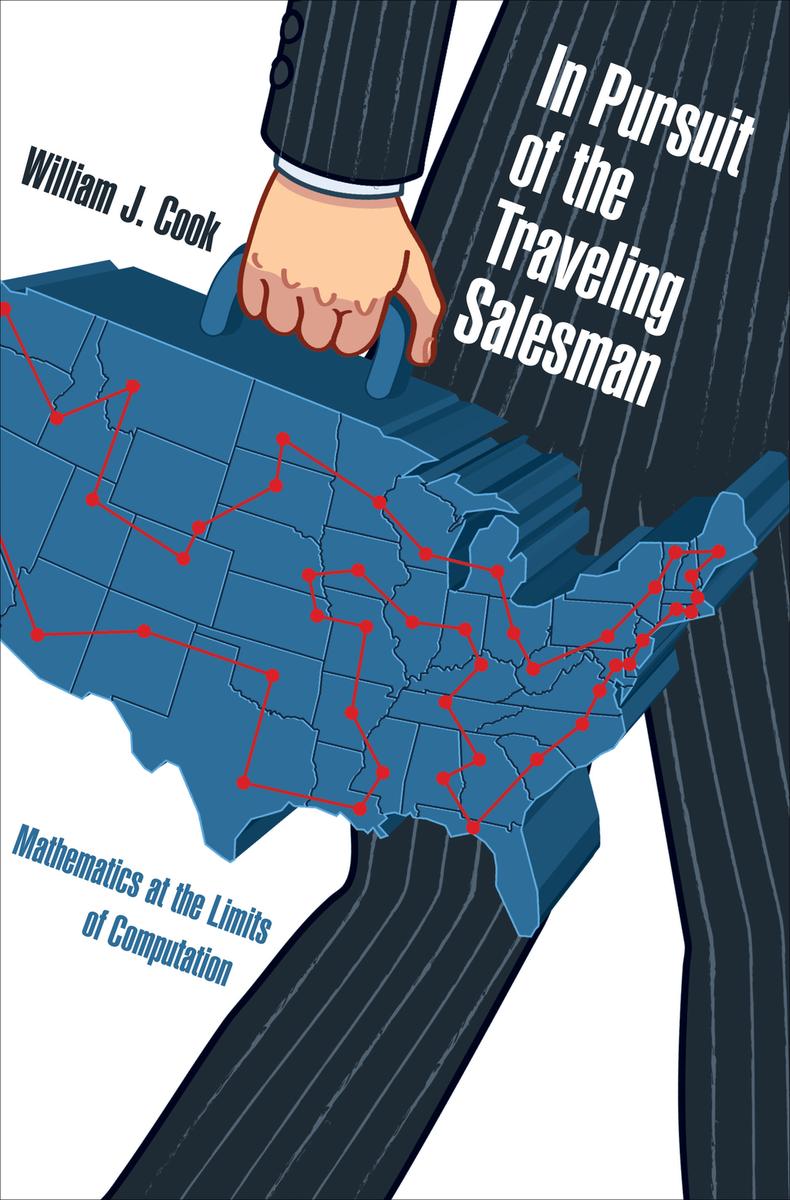 In Pursuit
of the
Traveling
Salesman
William J. Cook
Mathematics at the Limits
of Computation